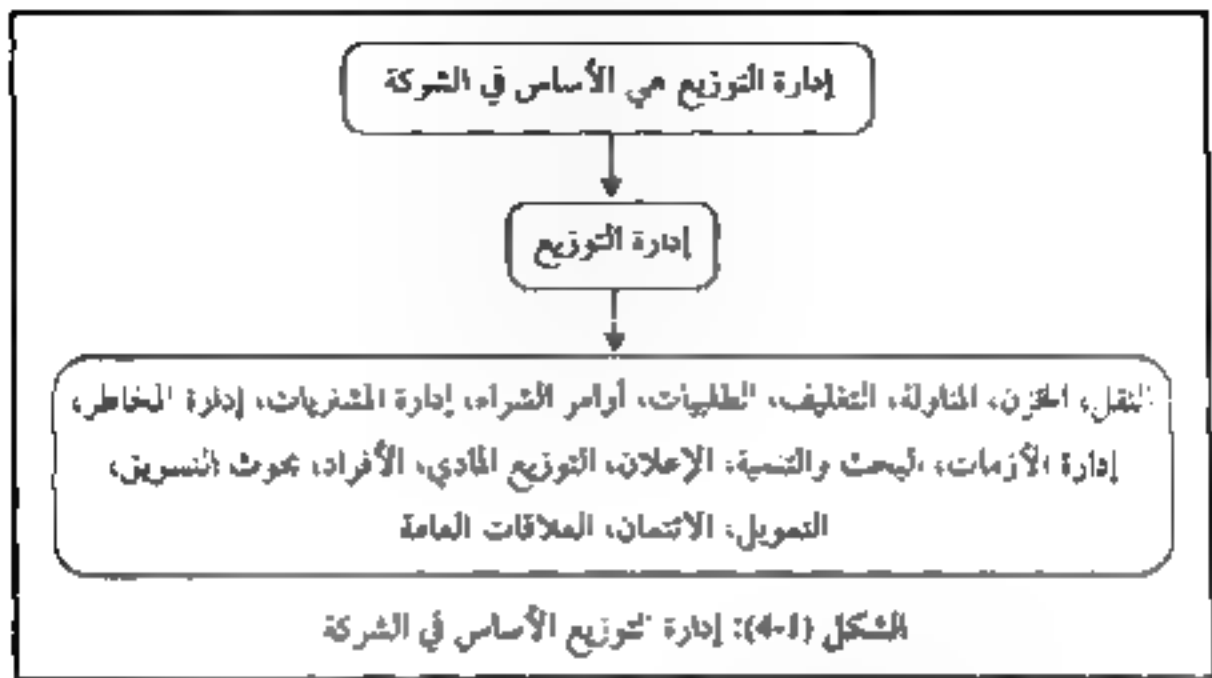 إدارة التوزيع هي الأساس في الشركة
إدارة التوزيع
النقل، الخزن، المناولة، التغليف، الطلبيات، أوامر الشراء، إدارة المشتريات، إدارة المخاطر،
إدارة الأزمات، البحث والتنمية، الإعلان، التوزيع المادي، الأفراد، بحوث التسويق،
التمويل، الائتمان، العلاقات العامة
الشكل (1-4): إدارة التوزيع الأساس في الشركة